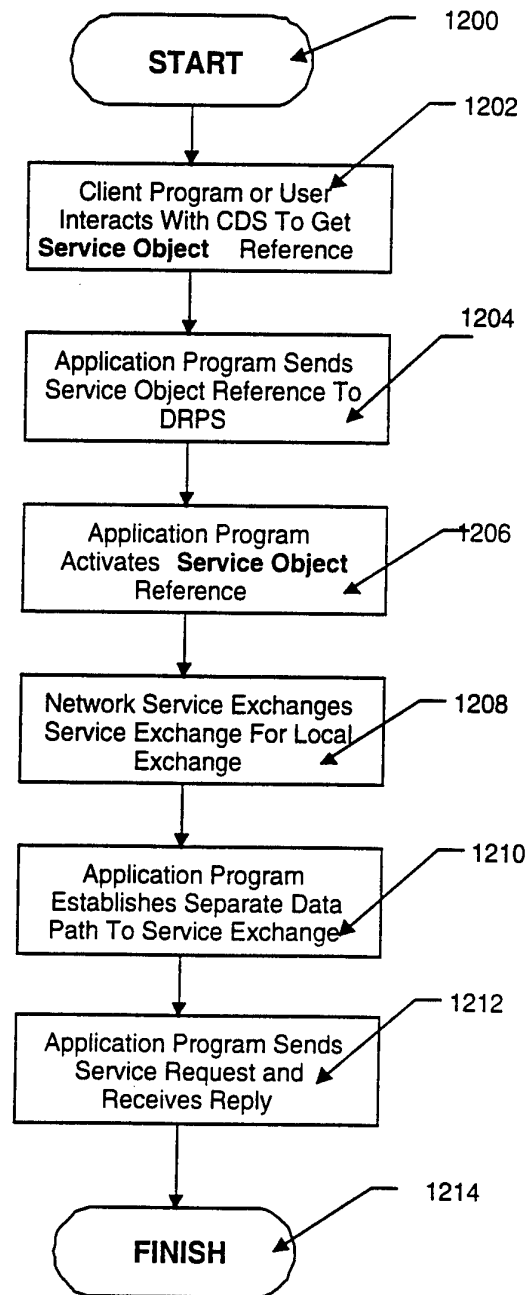 1200
START
1202
Client Program or User
Interacts With CDS To Get
Service Object Reference
1204
Application Program Sends
Service Object Reference To
DRPS
Application Program
Activates Service Object
Reference
1206
Network Service Exchanges
Service Exchange For Local
Exchange
1208
Application Program
Establishes Separate Data
Path To Service Exchange
1210
Application Program Sends
Service Request and
Receives Reply
1212
1214
FINISH